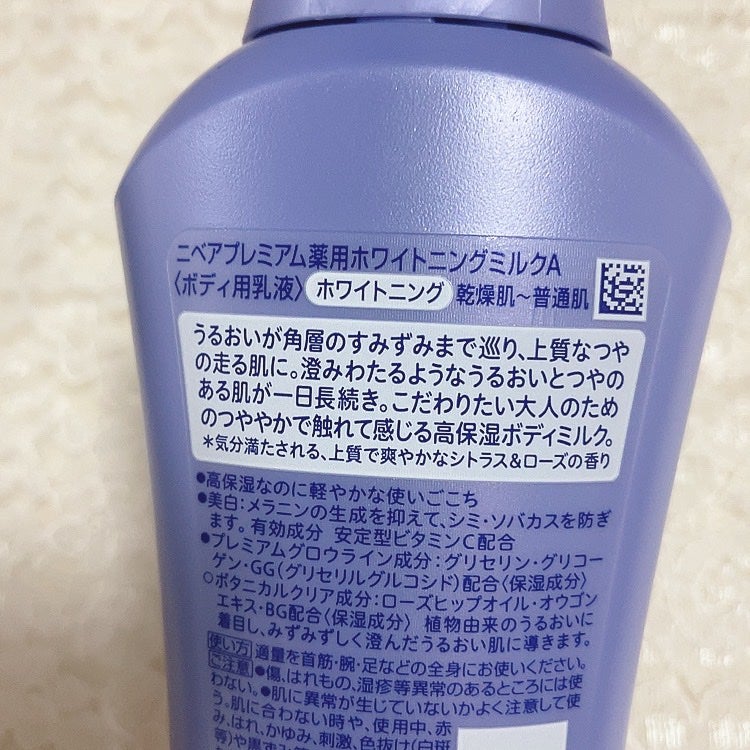 ニベアプレミアム薬用ホワイトニングミルクA
〈ボディ用乳液〉 ホワイトニング 乾燥肌～普通肌
うるおいが角層のすみずみまで巡り、上質なつや
の走る肌に。澄みわたるようなうるおいとつやの
ある肌が一日長続き。こだわりたい大人のため
のつややかで触れて感じる高保湿ボディミルク。
＊気分満たされる、上質で爽やかなシトラス＆ローズの香り
●高保湿なのに軽やかな使いごこち
●美白：メラニンの生成を抑えて、シミ・ソバカスを防ぎ
ます。有効成分 安定型ビタミンC配合
●プレミアムグロウライン成分：グリセリン・グリコー
ゲン・GG（グリセリルグルコシド）配合〈保湿成分〉
○ボタニカルクリア成分：ローズヒップオイル・オウゴン
エキス・BG配合〈保湿成分〉 植物由来のうるおいに
着目し、みずみずしく澄んだうるおい肌に導きます。
使い方 適量を首筋・腕・足などの全身にお使いください。
ご注意 ●傷、はれもの、湿疹等異常のあるところには使
わない。●肌に異常が生じていないかよく注意して使
う。肌に合わない時や、使用中、赤
み、はれ、かゆみ、刺激、色抜け（白斑
等）や黒ずみ等